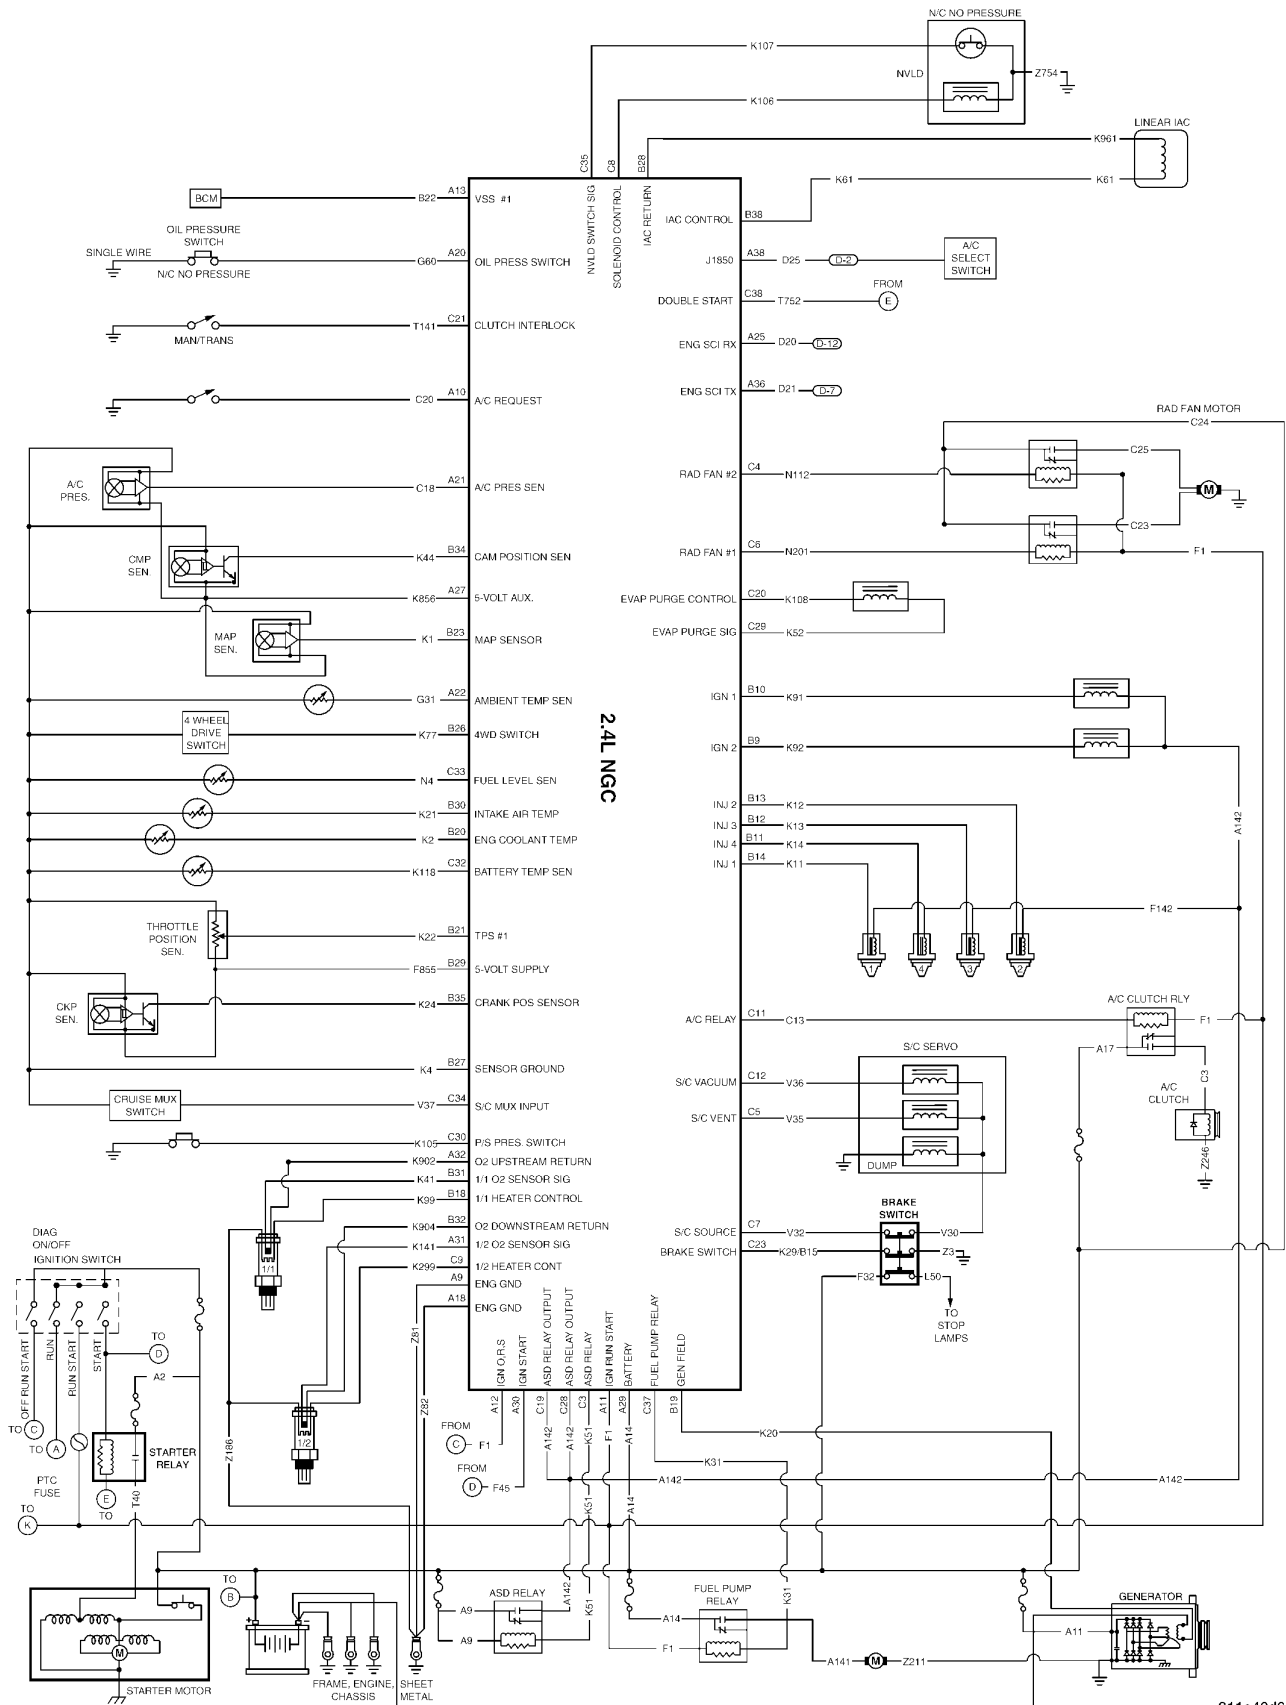 N/C NO PRESSURE
K107
NVLD
Z754
K106
LINEAR IAC
K961
K61
K61
C35
C8
B28
NVLD SWITCH SIG
SOLENOID CONTROL
IAC RETURN
BCM
B22
A13
VSS #1
IAC CONTROL
B38
OIL PRESSURE
SWITCH
SINGLE WIRE
N/C NO PRESSURE
G60
A20
OIL PRESS SWITCH
J1850
A38
D25
D-2
A/C
SELECT
SWITCH
DOUBLE START
C38
T752
FROM
E
MAN/TRANS
T141
C21
CLUTCH INTERLOCK
ENG SCI RX
A25
D20
D-12
ENG SCI TX
A36
D21
D-7
C20
A10
A/C REQUEST
RAD FAN MOTOR
C24
C25
M
C23
F1
A/C
PRES.
C18
A21
A/C PRES SEN
RAD FAN #2
C4
N112
CMP
SEN.
K44
B34
CAM POSITION SEN
RAD FAN #1
C6
N201
K856
A27
5-VOLT AUX.
EVAP PURGE CONTROL
C20
K108
MAP
SEN.
K1
B23
MAP SENSOR
EVAP PURGE SIG
C29
K52
G31
A22
AMBIENT TEMP SEN
IGN 1
B10
K91
4 WHEEL
DRIVE
SWITCH
K77
B26
4WD SWITCH
IGN 2
B9
K92
2.4L NGC
N4
C33
FUEL LEVEL SEN
K21
B30
INTAKE AIR TEMP
K2
B20
ENG COOLANT TEMP
K118
C32
BATTERY TEMP SEN
INJ 2
B13
K12
INJ 3
B12
K13
INJ 4
B11
K14
INJ 1
B14
K11
A142
F142
1
4
3
2
THROTTLE
POSITION
SEN.
K22
B21
TPS #1
F855
B29
5-VOLT SUPPLY
CKP
SEN.
K24
B35
CRANK POS SENSOR
A/C RELAY
C11
C13
A/C CLUTCH RLY
F1
A17
C3
A/C
CLUTCH
Z246
K4
B27
SENSOR GROUND
S/C SERVO
S/C VACUUM
C12
V36
CRUISE MUX
SWITCH
V37
C34
S/C MUX INPUT
S/C VENT
C5
V35
DUMP
K105
C30
P/S PRES. SWITCH
K902
A32
O2 UPSTREAM RETURN
K41
B31
1/1 O2 SENSOR SIG
K99
B18
1/1 HEATER CONTROL
K904
B32
O2 DOWNSTREAM RETURN
K141
A31
1/2 O2 SENSOR SIG
K299
C9
1/2 HEATER CONT
A9
ENG GND
A18
ENG GND
BRAKE
SWITCH
S/C SOURCE
C7
V32
V30
BRAKE SWITCH
C23
K29/B15
Z3
F32
L50
TO
STOP
LAMPS
1/1
1/2
Z81
Z82
Z186
DIAG
ON/OFF
IGNITION SWITCH
OFF RUN START
RUN
RUN START
START
TO
D
A2
TO
C
TO
A
PTC
FUSE
STARTER
RELAY
E
TO
T40
TO
K
IGN O,R,S
IGN START
ASD RELAY OUTPUT
ASD RELAY OUTPUT
ASD RELAY
IGN RUN START
BATTERY
FUEL PUMP RELAY
GEN FIELD
A12
A30
C19
C28
C3
A11
A29
C37
B19
FROM
C
F1
FROM
D
F45
A142
A142
K51
F1
A14
K20
K31
A142
A142
K51
A14
TO
B
A142
K51
K31
M
STARTER MOTOR
FRAME, ENGINE,
CHASSIS
SHEET
METAL
ASD RELAY
A9
A9
FUEL PUMP
RELAY
A14
F1
A141
M
Z211
GENERATOR
A11